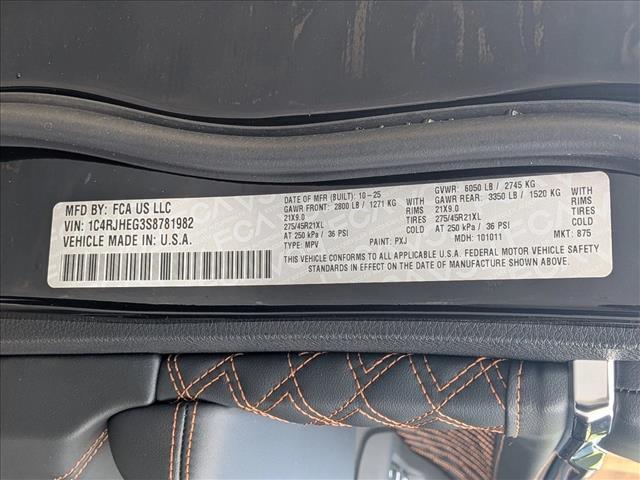 MFD BY: FCA US LLC
VIN: 1C4RJHEG3S8781982
VEHICLE MADE IN: U.S.A.
DATE OF MFR (BUILT): 10-25 GVWR: 6050 LB / 2745 KG
GAWR FRONT: 2800 LB / 1271 KG WITH GAWR REAR: 3350 LB / 1520 KG
21X9.0 RIMS 21X9.0 WITH RIMS
275/45R21XL TIRES 275/45R21XL TIRES
AT 250 kPa / 36 PSI COLD AT 250 kPa / 36 PSI COLD
TYPE: MPV PAINT: PXJ MDH: 101011 MKT: 875
THIS VEHICLE CONFORMS TO ALL APPLICABLE U.S.A. FEDERAL MOTOR VEHICLE SAFETY
STANDARDS IN EFFECT ON THE DATE OF MANUFACTURE SHOWN ABOVE.